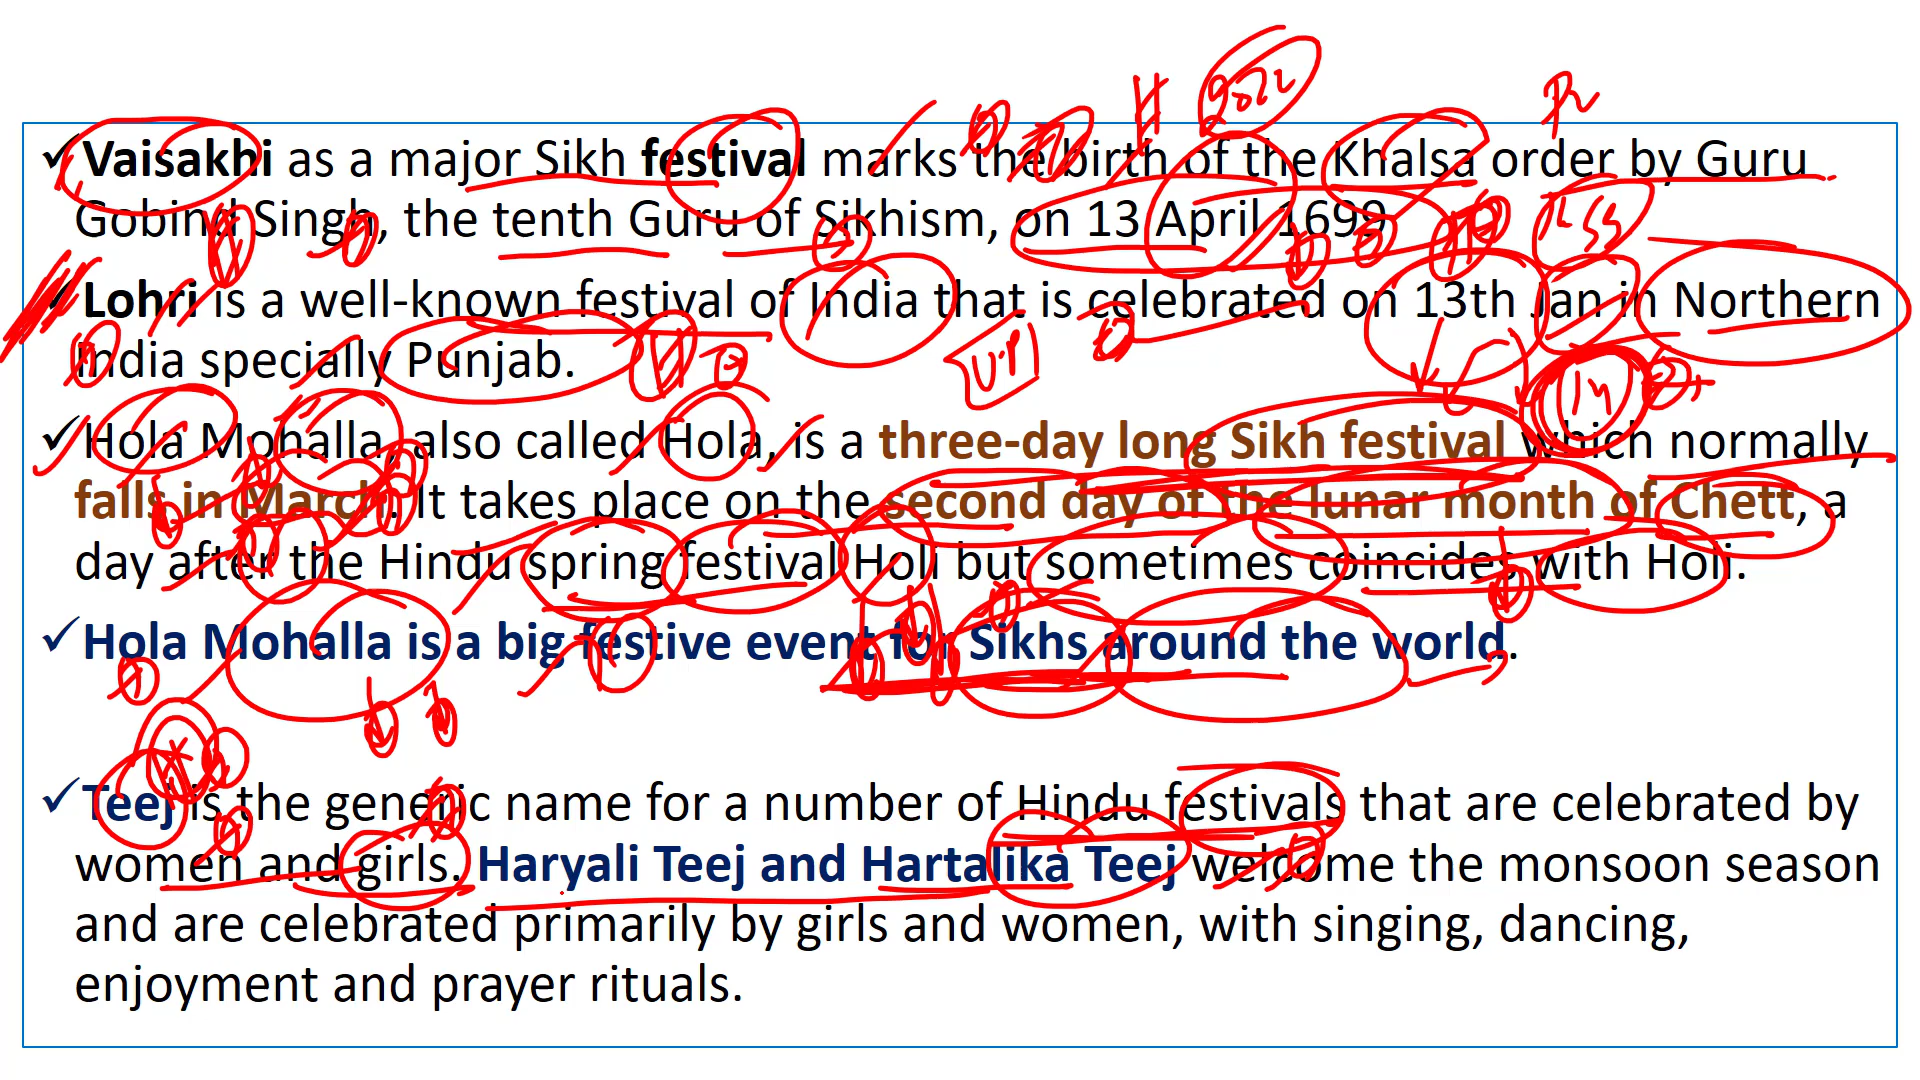 ✓Vaisakhi as a major Sikh festival marks the birth of the Khalsa order by Guru
Gobind Singh, the tenth Guru of Sikhism, on 13 April 1699
✓Lohri is a well-known festival of India that is celebrated on 13th Jan in Northern
India specially Punjab.
✓Hola Mohalla, also called Hola, is a three-day long Sikh festival which normally
falls in March. It takes place on the second day of the lunar month of Chett, a
day after the Hindu spring festival Holi but sometimes coincides with Holi.
✓Hola Mohalla is a big festive event for Sikhs around the world.
✓Teej is the generic name for a number of Hindu festivals that are celebrated by
women and girls. Haryali Teej and Hartalika Teej welcome the monsoon season
and are celebrated primarily by girls and women, with singing, dancing,
enjoyment and prayer rituals.